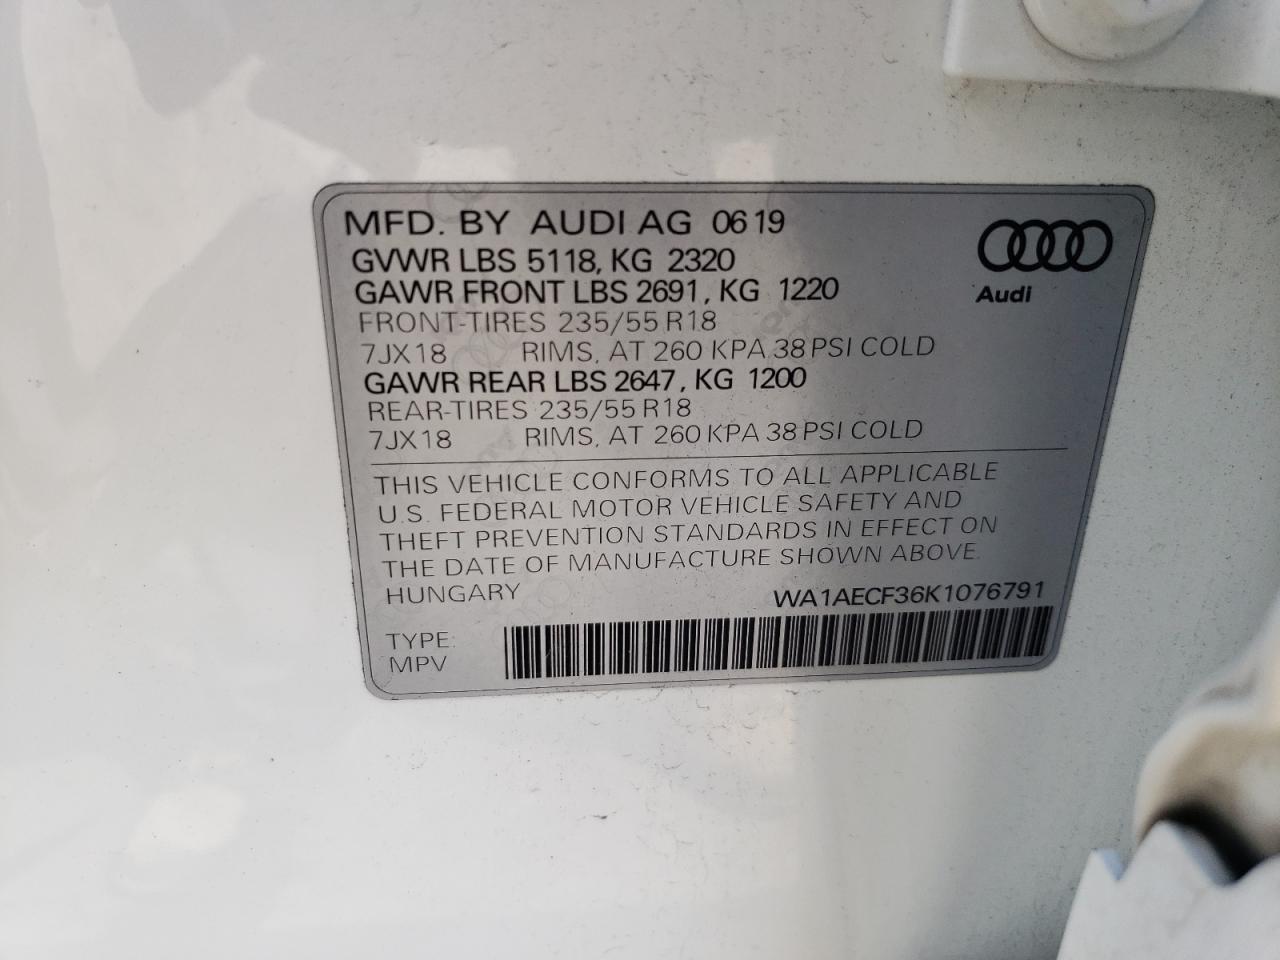 MFD. BY AUDI AG 0619
GVWR LBS 5118, KG 2320
GAWR FRONT LBS 2691, KG 1220
FRONT-TIRES 235/55 R18
7JX18 RIMS, AT 260 KPA 38 PSI COLD
GAWR REAR LBS 2647, KG 1200
REAR-TIRES 235/55 R18
7JX18 RIMS, AT 260 KPA 38 PSI COLD
Audi
THIS VEHICLE CONFORMS TO ALL APPLICABLE
U.S. FEDERAL MOTOR VEHICLE SAFETY AND
THEFT PREVENTION STANDARDS IN EFFECT ON
THE DATE OF MANUFACTURE SHOWN ABOVE.
HUNGARY WA1AECF36K1076791
TYPE:
MPV